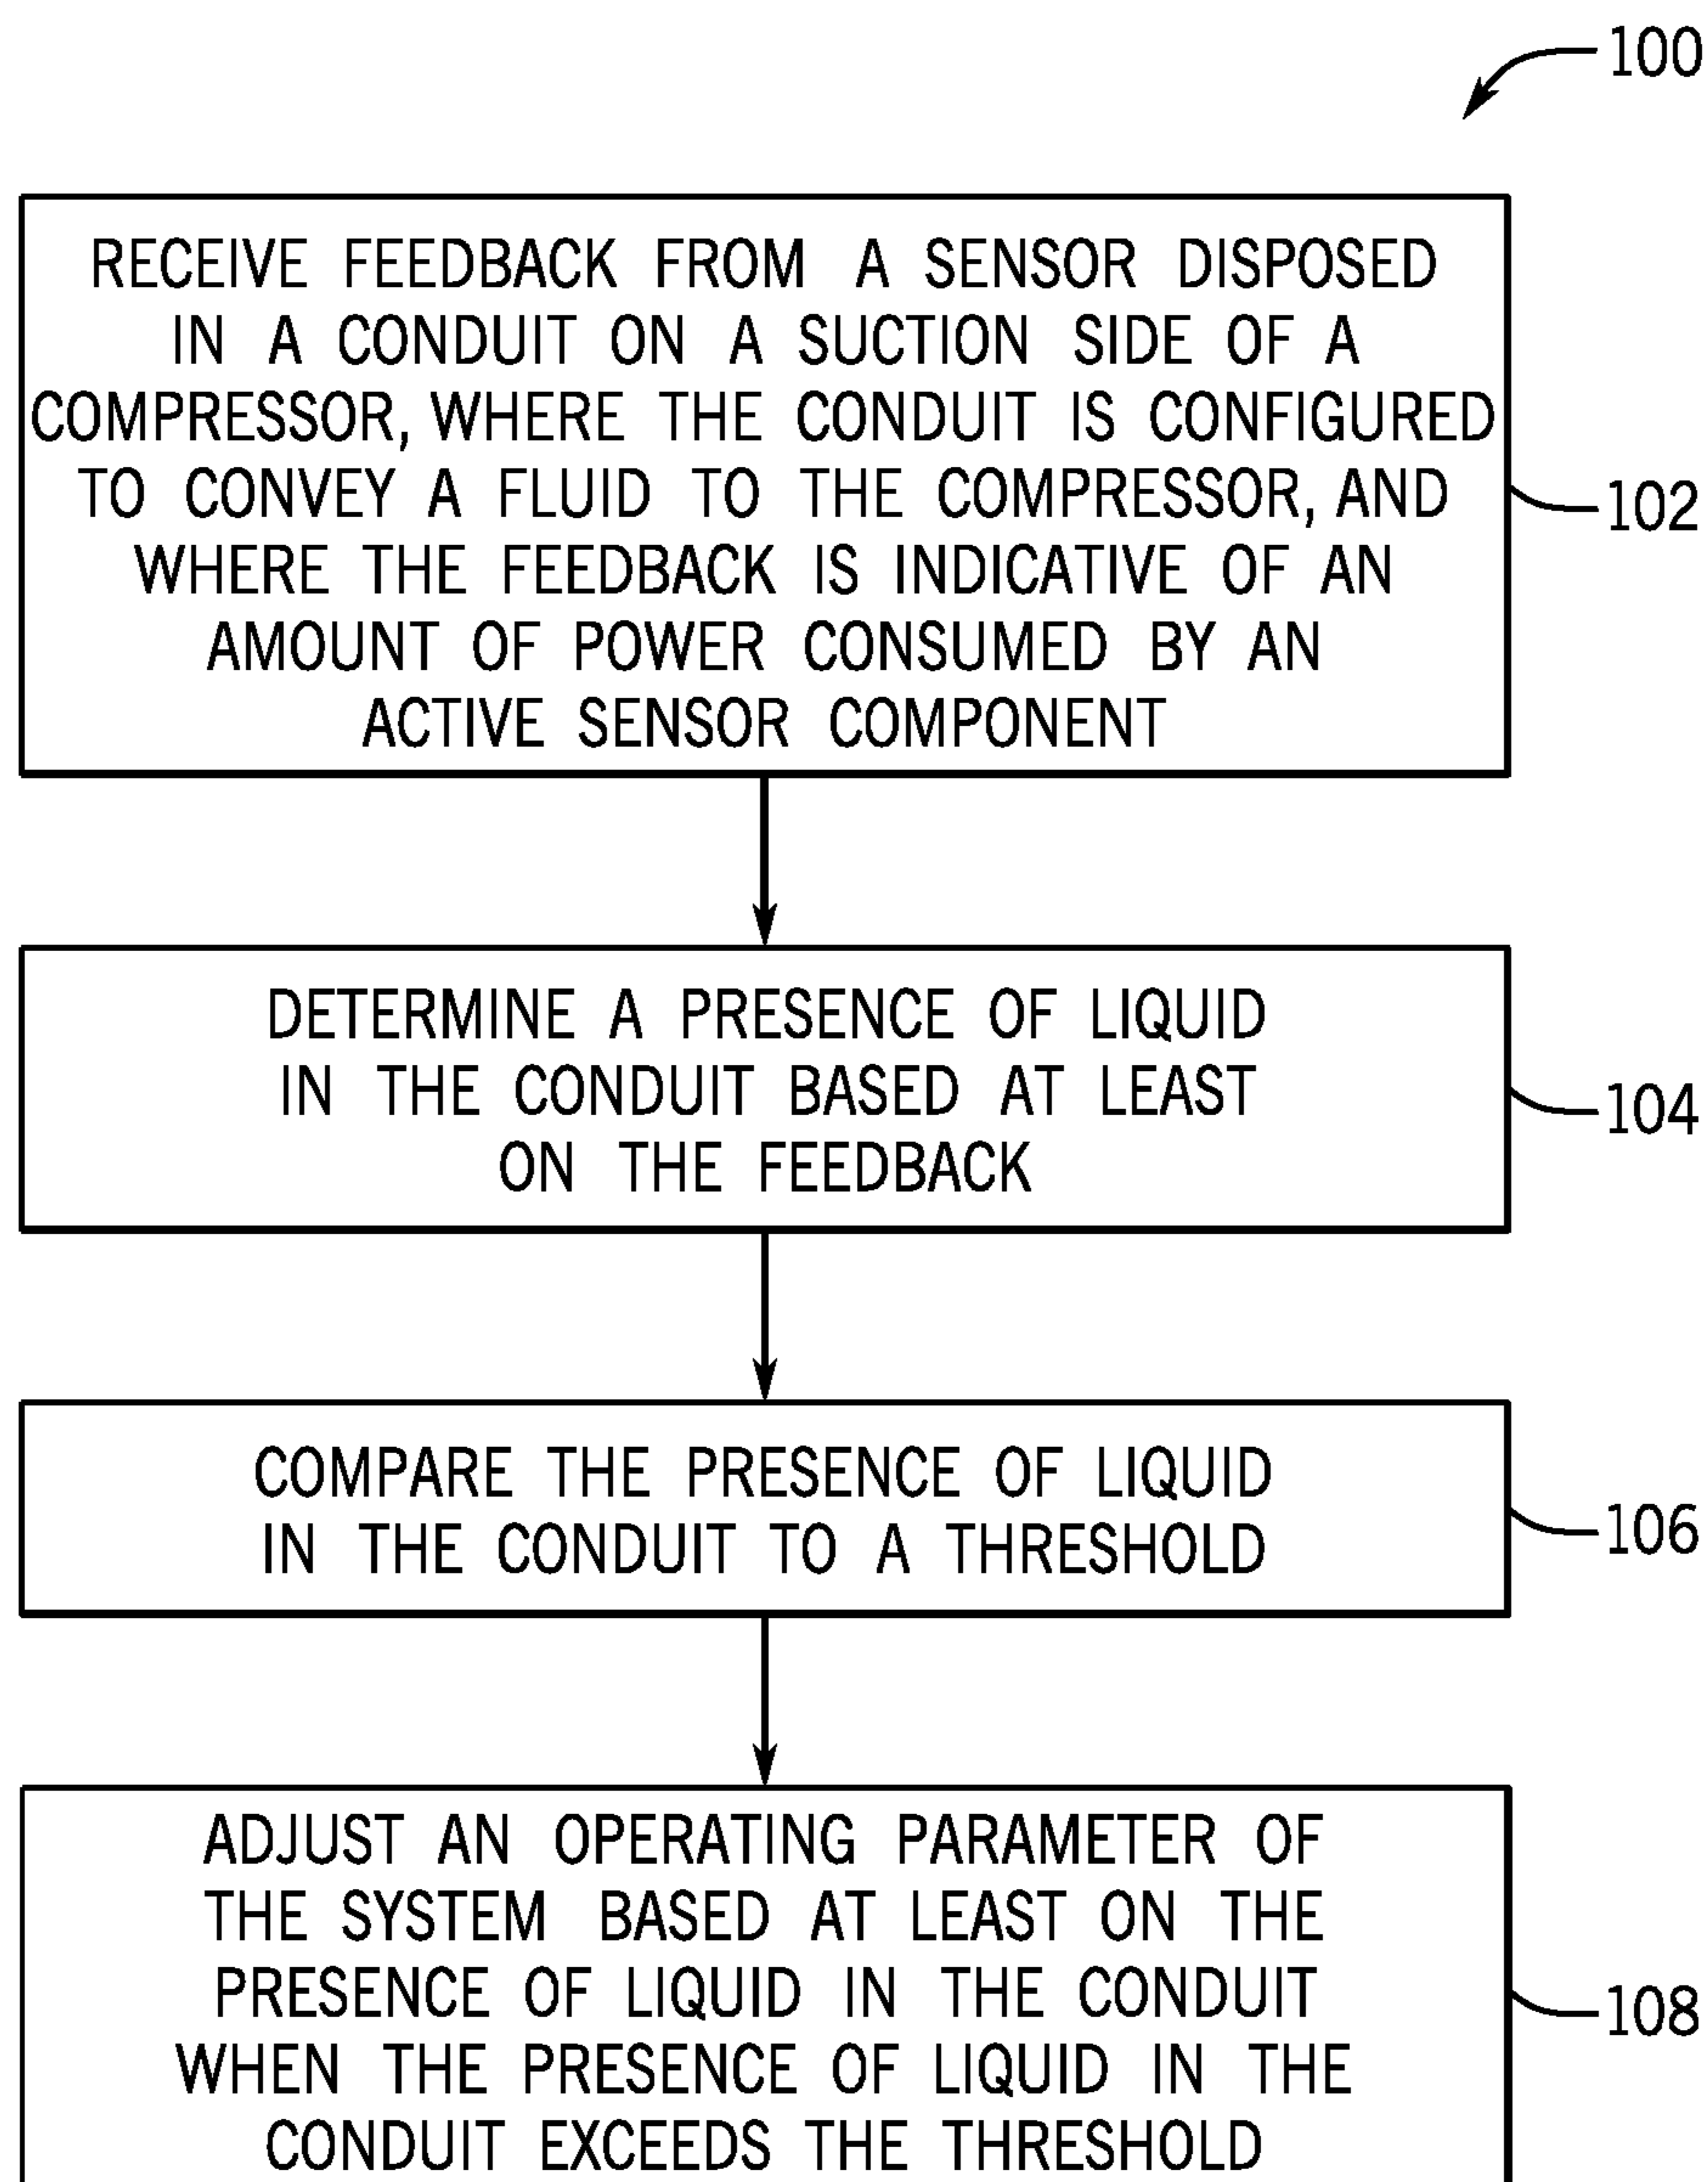 100
RECEIVE FEEDBACK FROM A SENSOR DISPOSED
IN A CONDUIT ON A SUCTION SIDE OF A
COMPRESSOR, WHERE THE CONDUIT IS CONFIGURED
TO CONVEY A FLUID TO THE COMPRESSOR, AND
WHERE THE FEEDBACK IS INDICATIVE OF AN
AMOUNT OF POWER CONSUMED BY AN
ACTIVE SENSOR COMPONENT
102
DETERMINE A PRESENCE OF LIQUID
IN THE CONDUIT BASED AT LEAST
ON THE FEEDBACK
104
COMPARE THE PRESENCE OF LIQUID
IN THE CONDUIT TO A THRESHOLD
106
ADJUST AN OPERATING PARAMETER OF
THE SYSTEM BASED AT LEAST ON THE
PRESENCE OF LIQUID IN THE CONDUIT
WHEN THE PRESENCE OF LIQUID IN THE
CONDUIT EXCEEDS THE THRESHOLD
108